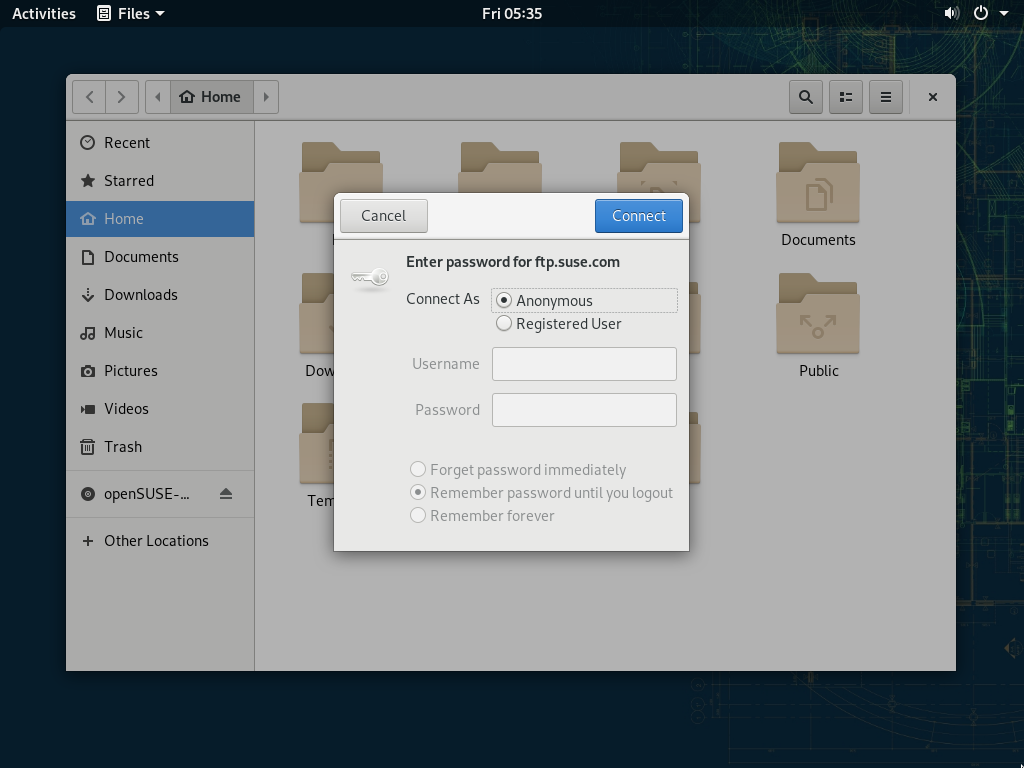 Activities Files Fri 05:35
Home
Recent
Starred
Home
Documents
Downloads
Music
Pictures
Videos
Trash
openSUSE-...
Other Locations
Documents
Public
Cancel Connect
Enter password for ftp.suse.com
Connect As Anonymous
Registered User
Username
Password
Forget password immediately
Remember password until you logout
Remember forever